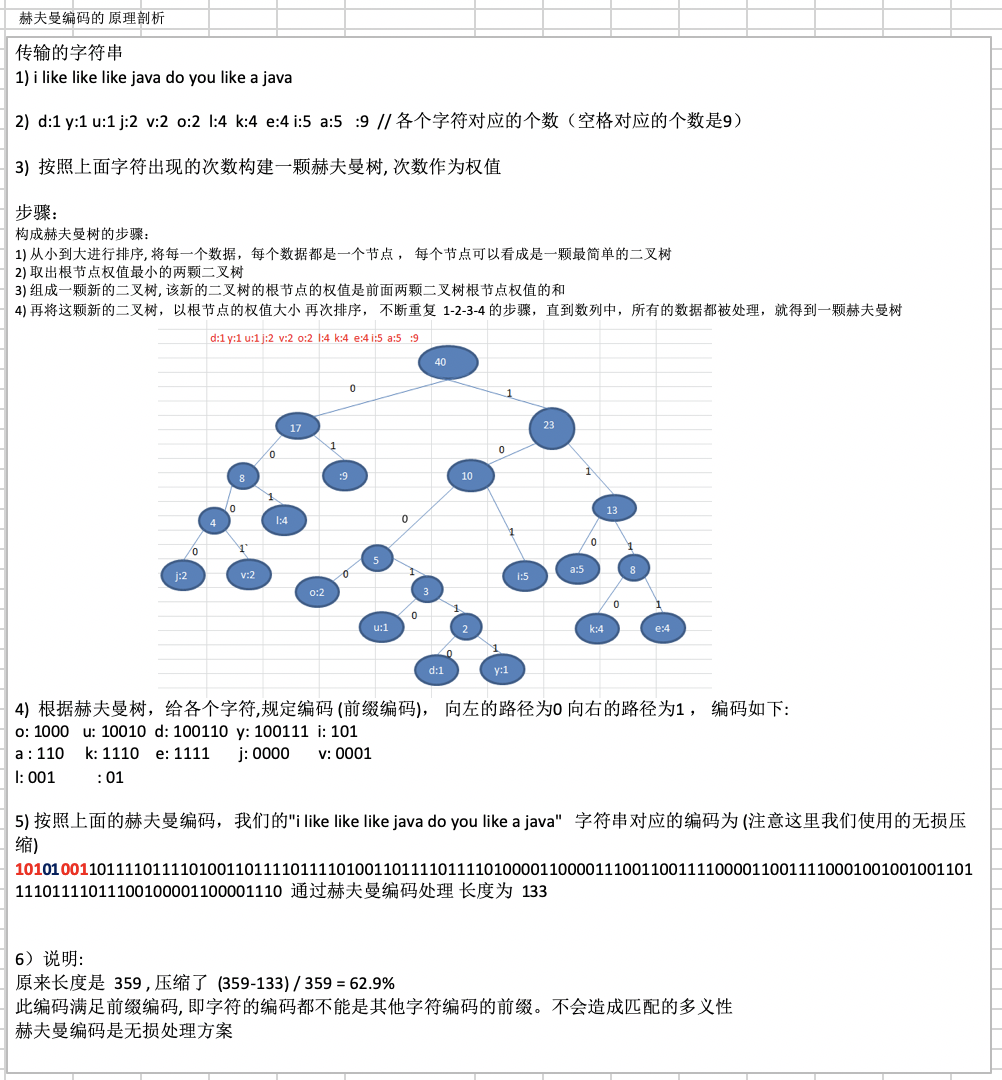 赫夫曼编码的 原理剖析
传输的字符串
1) i like like like java do you like a java
2) d:1 y:1 u:1 j:2 v:2 o:2 l:4 k:4 e:4 i:5 a:5 :9 // 各个字符对应的个数（空格对应的个数是9）
3) 按照上面字符出现的次数构建一颗赫夫曼树, 次数作为权值
步骤：
构成赫夫曼树的步骤：
1) 从小到大进行排序, 将每一个数据，每个数据都是一个节点 ， 每个节点可以看成是一颗最简单的二叉树
2) 取出根节点权值最小的两颗二叉树
3) 组成一颗新的二叉树, 该新的二叉树的根节点的权值是前面两颗二叉树根节点权值的和
4) 再将这颗新的二叉树，以根节点的权值大小 再次排序， 不断重复 1-2-3-4 的步骤，直到数列中，所有的数据都被处理，就得到一颗赫夫曼树
d:1 y:1 u:1 j:2 v:2 o:2 l:4 k:4 e:4 i:5 a:5 :9
40
0 1
17 23
0 1 0 1
8 :9 10
0 1 0 1 13
4 l:4 0 1
0 1` 5 i:5 a:5 8
j:2 v:2 0 1 0 1
o:2 3 k:4 e:4
0 1
u:1 2
0 1
d:1 y:1
4) 根据赫夫曼树，给各个字符,规定编码 (前缀编码)， 向左的路径为0 向右的路径为1 ， 编码如下:
o: 1000 u: 10010 d: 100110 y: 100111 i: 101
a : 110 k: 1110 e: 1111 j: 0000 v: 0001
l: 001 : 01
5) 按照上面的赫夫曼编码，我们的"i like like like java do you like a java" 字符串对应的编码为 (注意这里我们使用的无损压
缩)
10101001101111011110100110111101111010011011110111101000011000011100110011110000110011110001001001001101
11101111011100100001100001110 通过赫夫曼编码处理 长度为 133
6）说明:
原来长度是 359 , 压缩了 (359-133) / 359 = 62.9%
此编码满足前缀编码, 即字符的编码都不能是其他字符编码的前缀。不会造成匹配的多义性
赫夫曼编码是无损处理方案